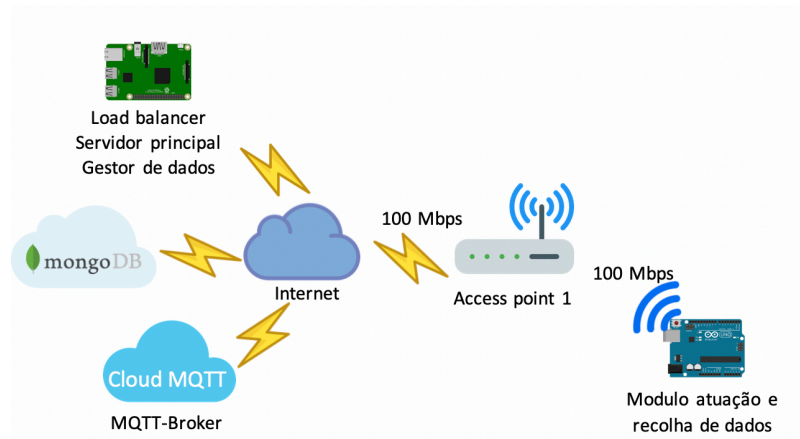 Load balancer
Servidor principal
Gestor de dados
100 Mbps
mongoDB
Internet
Access point 1
100 Mbps
Cloud MQTT
MQTT-Broker
Modulo atuação e
recolha de dados